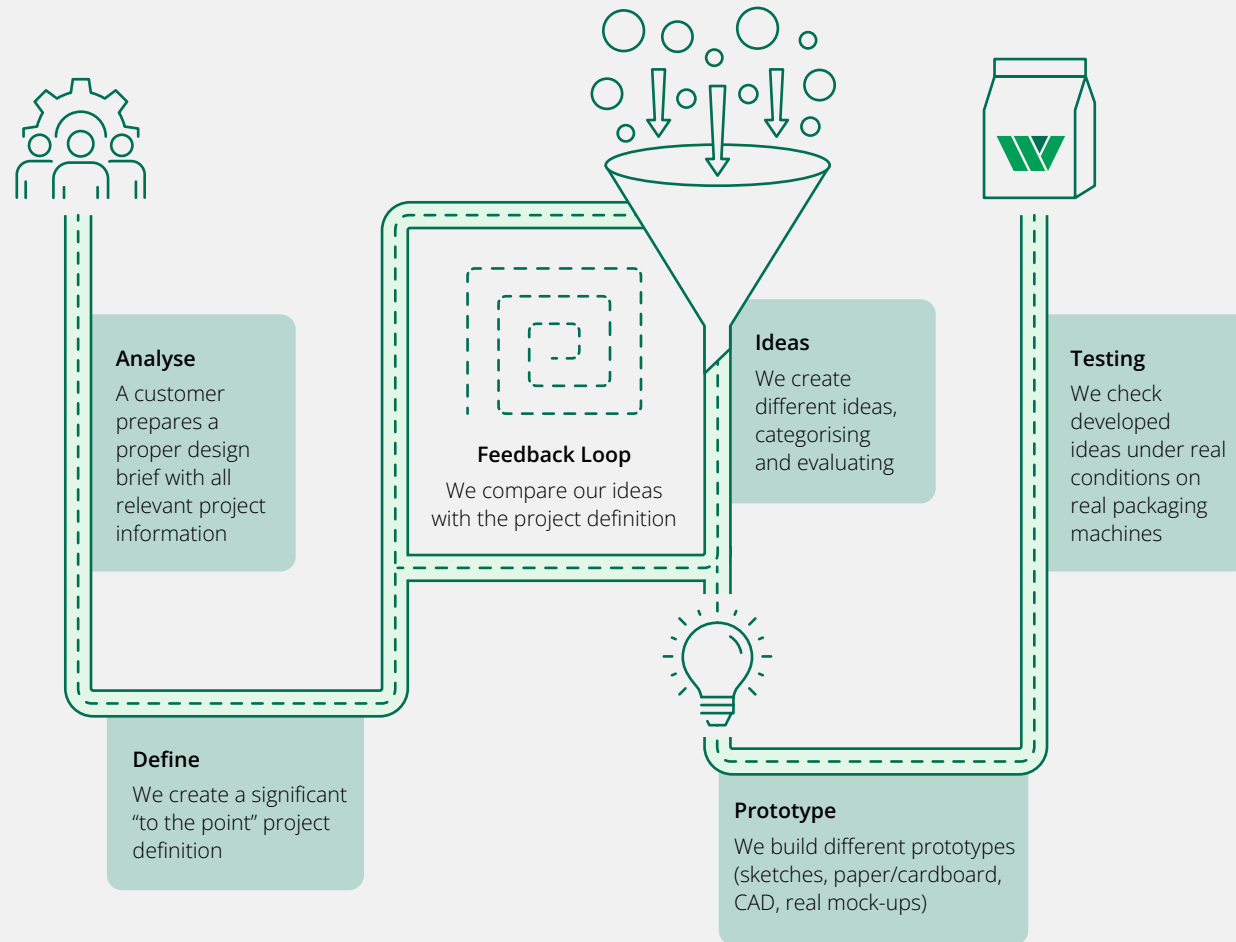 Analyse
A customer
prepares a
proper design
brief with all
relevant project
information
Define
We create a significant
“to the point” project
definition
Feedback Loop
We compare our ideas
with the project definition
Ideas
We create
different ideas,
categorising
and evaluating
Prototype
We build different prototypes
(sketches, paper/cardboard,
CAD, real mock-ups)
Testing
We check
developed
ideas under real
conditions on
real packaging
machines